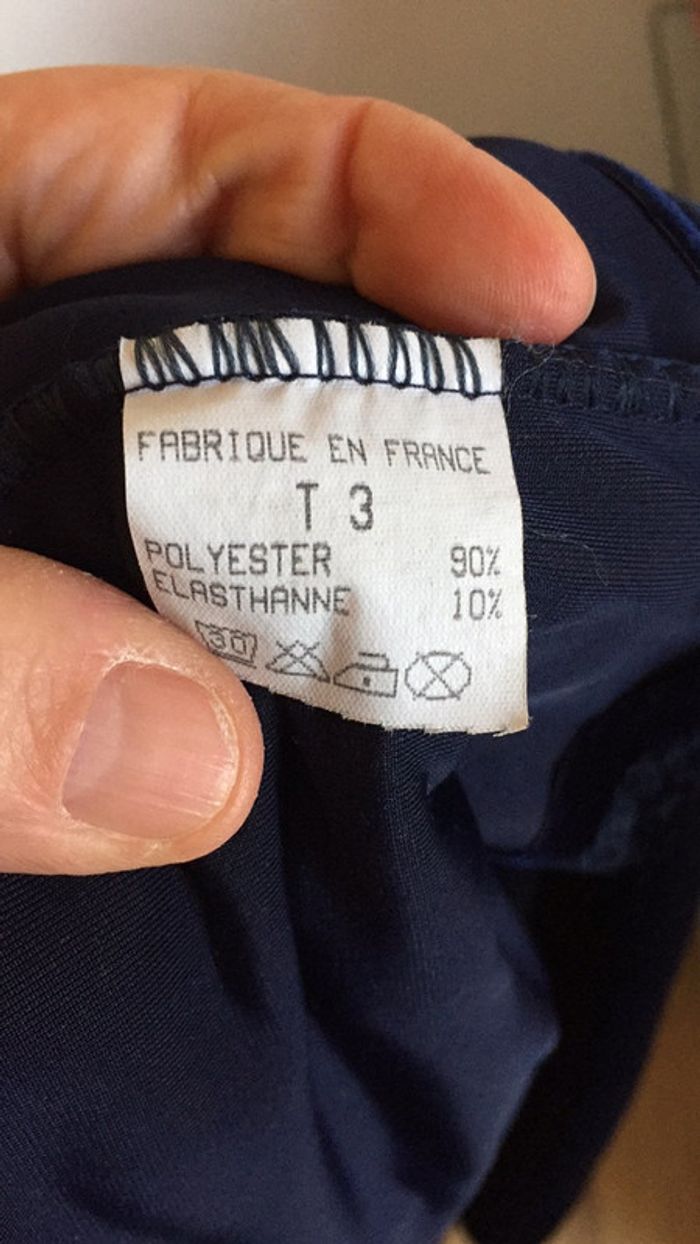 FABRIQUE EN FRANCE
T 3
POLYESTER 90%
ELASTHANNE 10%
30